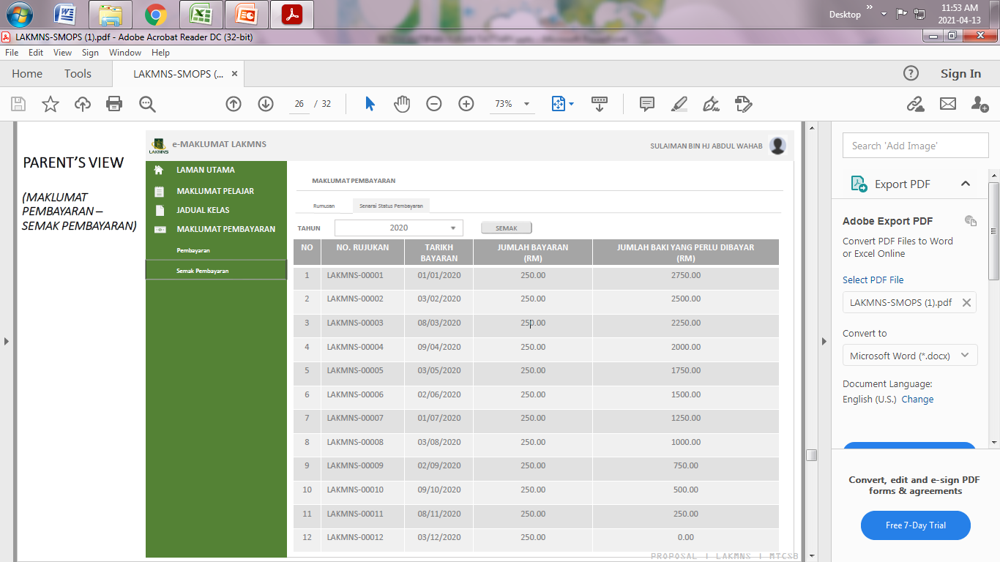 Desktop
»
11:53 AM
2021-04-13
LAKMNS-SMOPS (1).pdf - Adobe Acrobat Reader DC (32-bit)
File Edit View Sign Window Help
Home Tools LAKMNS-SMOPS (... × Sign In
26 / 32 73%
PARENT'S VIEW
(MAKLUMAT
PEMBAYARAN –
SEMAK PEMBAYARAN)
LAKMNS
e-MAKLUMAT LAKMNS
SULAIMAN BIN HJ ABDUL WAHAB
LAMAN UTAMA
MAKLUMAT PELAJAR
JADUAL KELAS
MAKLUMAT PEMBAYARAN
Pembayaran
Semak Pembayaran
MAKLUMAT PEMBAYARAN
Rumusan Senarai Status Pembayaran
TAHUN 2020 SEMAK
NO NO. RUJUKAN TARIKH BAYARAN JUMLAH BAYARAN (RM) JUMLAH BAKI YANG PERLU DIBAYAR (RM)
1 LAKMNS-00001 01/01/2020 250.00 2750.00
2 LAKMNS-00002 03/02/2020 250.00 2500.00
3 LAKMNS-00003 08/03/2020 250.00 2250.00
4 LAKMNS-00004 09/04/2020 250.00 2000.00
5 LAKMNS-00005 03/05/2020 250.00 1750.00
6 LAKMNS-00006 02/06/2020 250.00 1500.00
7 LAKMNS-00007 01/07/2020 250.00 1250.00
8 LAKMNS-00008 03/08/2020 250.00 1000.00
9 LAKMNS-00009 02/09/2020 250.00 750.00
10 LAKMNS-00010 09/10/2020 250.00 500.00
11 LAKMNS-00011 08/11/2020 250.00 250.00
12 LAKMNS-00012 03/12/2020 250.00 0.00
PROPOSAL | LAKMNS | MTCSB
Search 'Add Image'
Export PDF
Adobe Export PDF
Convert PDF Files to Word
or Excel Online
Select PDF File
LAKMNS-SMOPS (1).pdf
Convert to
Microsoft Word (*.docx)
Document Language:
English (U.S.) Change
Convert, edit and e-sign PDF
forms & agreements
Free 7-Day Trial